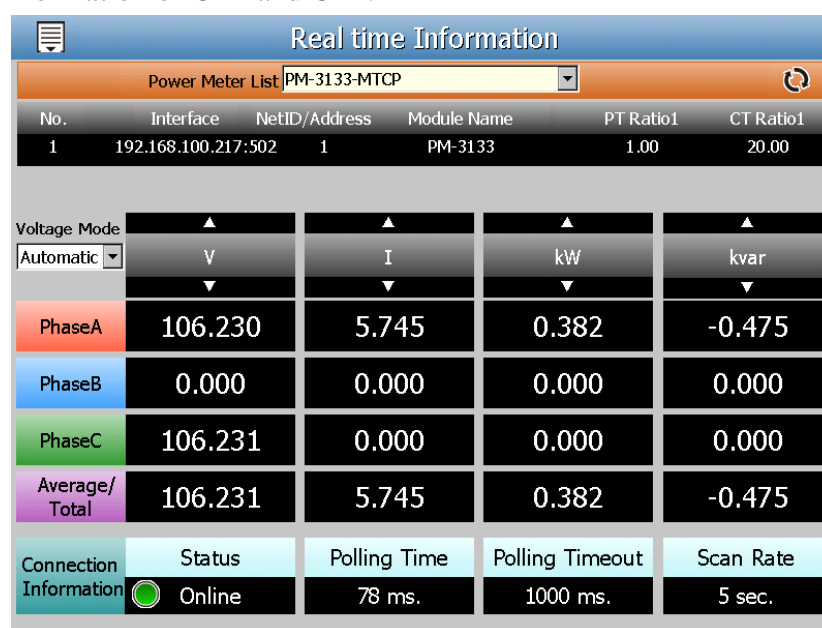 Real time Information
Power Meter List PM-3133-MTCP
No. Interface NetID/Address Module Name PT Ratio1 CT Ratio1
1 192.168.100.217:502 1 PM-3133 1.00 20.00
Voltage Mode
Automatic V I kW kvar
PhaseA 106.230 5.745 0.382 -0.475
PhaseB 0.000 0.000 0.000 0.000
PhaseC 106.231 0.000 0.000 0.000
Average/
Total 106.231 5.745 0.382 -0.475
Connection
Information
Status Polling Time Polling Timeout Scan Rate
Online 78 ms. 1000 ms. 5 sec.